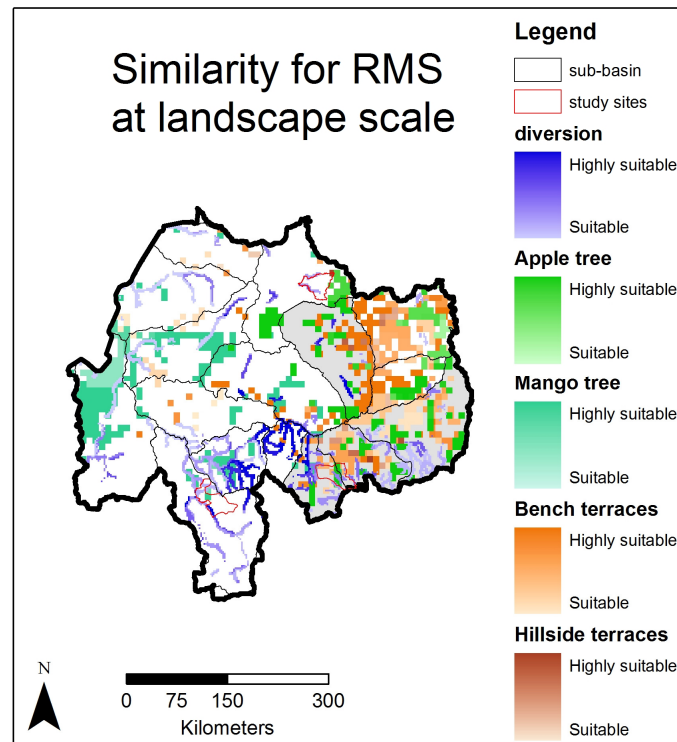 Similarity for RMS
at landscape scale
Legend
sub-basin
study sites
diversion
Highly suitable
Suitable
Apple tree
Highly suitable
Suitable
Mango tree
Highly suitable
Suitable
Bench terraces
Highly suitable
Suitable
Hillside terraces
Highly suitable
Suitable
N
0 75 150 300
Kilometers